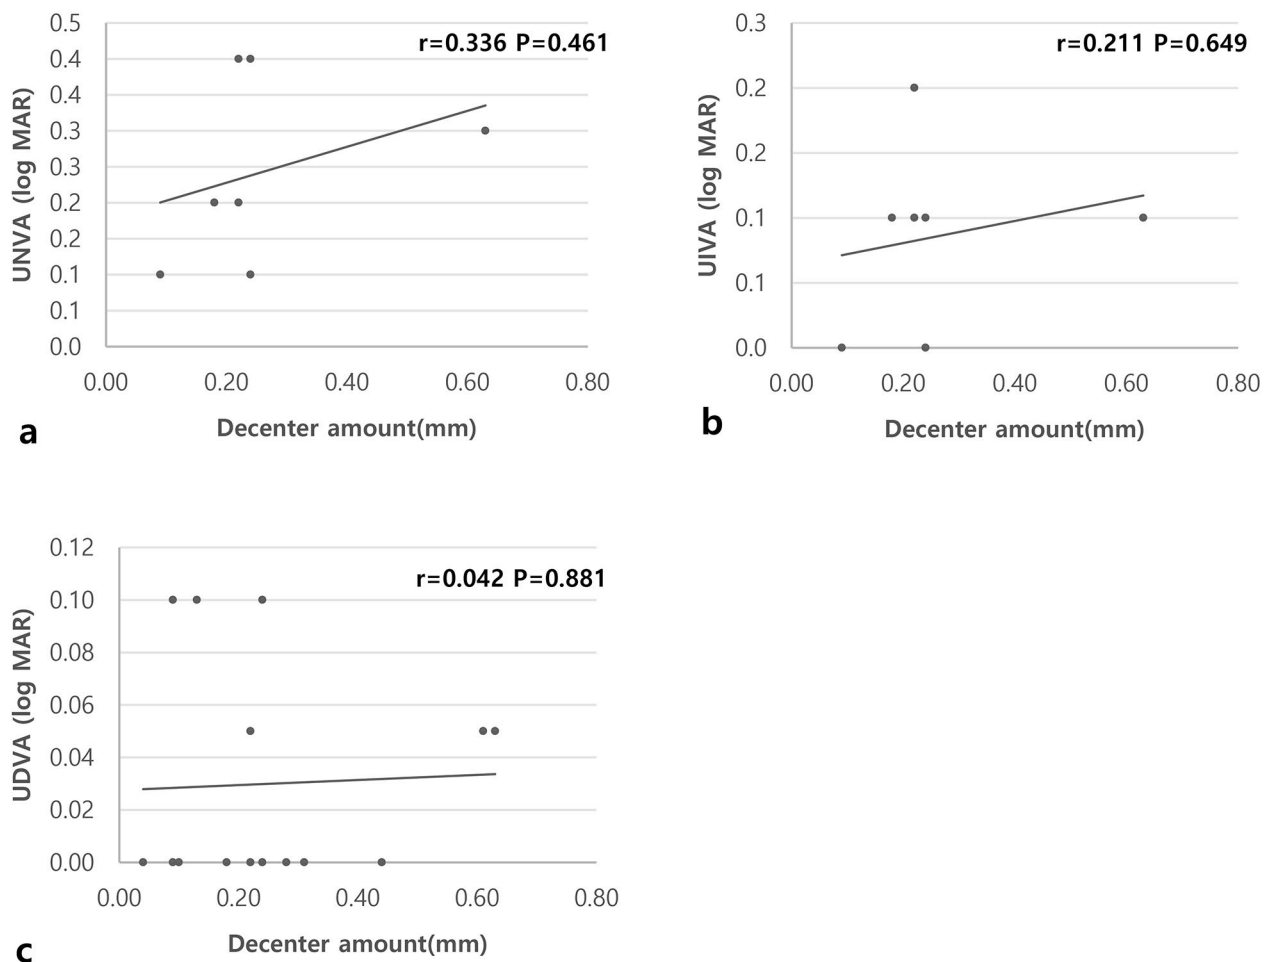 r=0.336 P=0.461
UNVA (log MAR)
0.5
0.4
0.4
0.3
0.3
0.2
0.2
0.1
0.1
0.0
0.00 0.20 0.40 0.60 0.80
Decenter amount(mm)
a
r=0.211 P=0.649
UIVA (log MAR)
0.3
0.2
0.2
0.1
0.1
0.0
0.00 0.20 0.40 0.60 0.80
Decenter amount(mm)
b
r=0.042 P=0.881
UDVA (log MAR)
0.12
0.10
0.08
0.06
0.04
0.02
0.00
0.00 0.20 0.40 0.60 0.80
Decenter amount(mm)
c